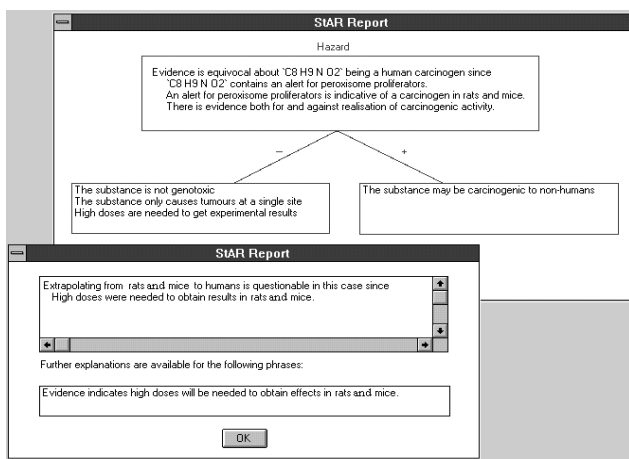 StAR Report
Hazard
Evidence is equivocal about `C8 H9 N O2` being a human carcinogen since
`C8 H9 N O2` contains an alert for peroxisome proliferators.
An alert for peroxisome proliferators is indicative of a carcinogen in rats and mice.
There is evidence both for and against realisation of carcinogenic activity.
–
+
The substance is not genotoxic
The substance only causes tumours at a single site
High doses are needed to get experimental results
The substance may be carcinogenic to non-humans
StAR Report
Extrapolating from rats and mice to humans is questionable in this case since
High doses were needed to obtain results in rats and mice.
Further explanations are available for the following phrases:
Evidence indicates high doses will be needed to obtain effects in rats and mice.
OK